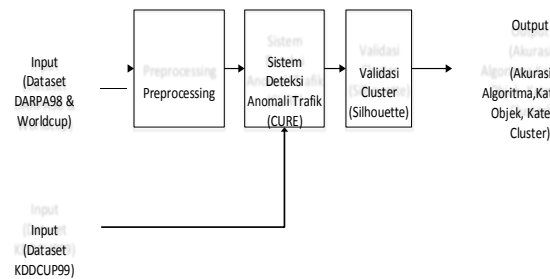 Input
(Dataset
DARPA98 &
Worldcup)
Preprocessing
Sistem
Deteksi
Anomali Trafik
(CURE)
Validasi
Cluster
(Silhouette)
Output
(Akurasi
Algoritma,Kat
Objek, Kate
Cluster)
Input
(Dataset
KDDCUP99)